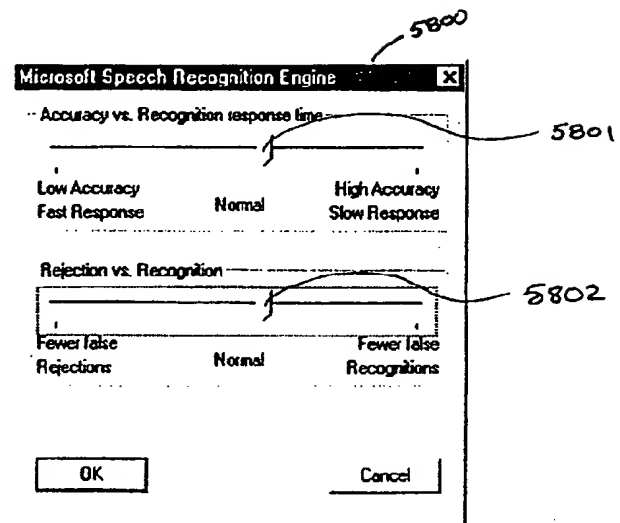 5800
Microsoft Speech Recognition Engine X
Accuracy vs. Recognition response time
5801
Low Accuracy
Fast Response
Normal
High Accuracy
Slow Response
Rejection vs. Recognition
5802
Fewer false
Rejections
Normal
Fewer false
Recognitions
OK
Cancel